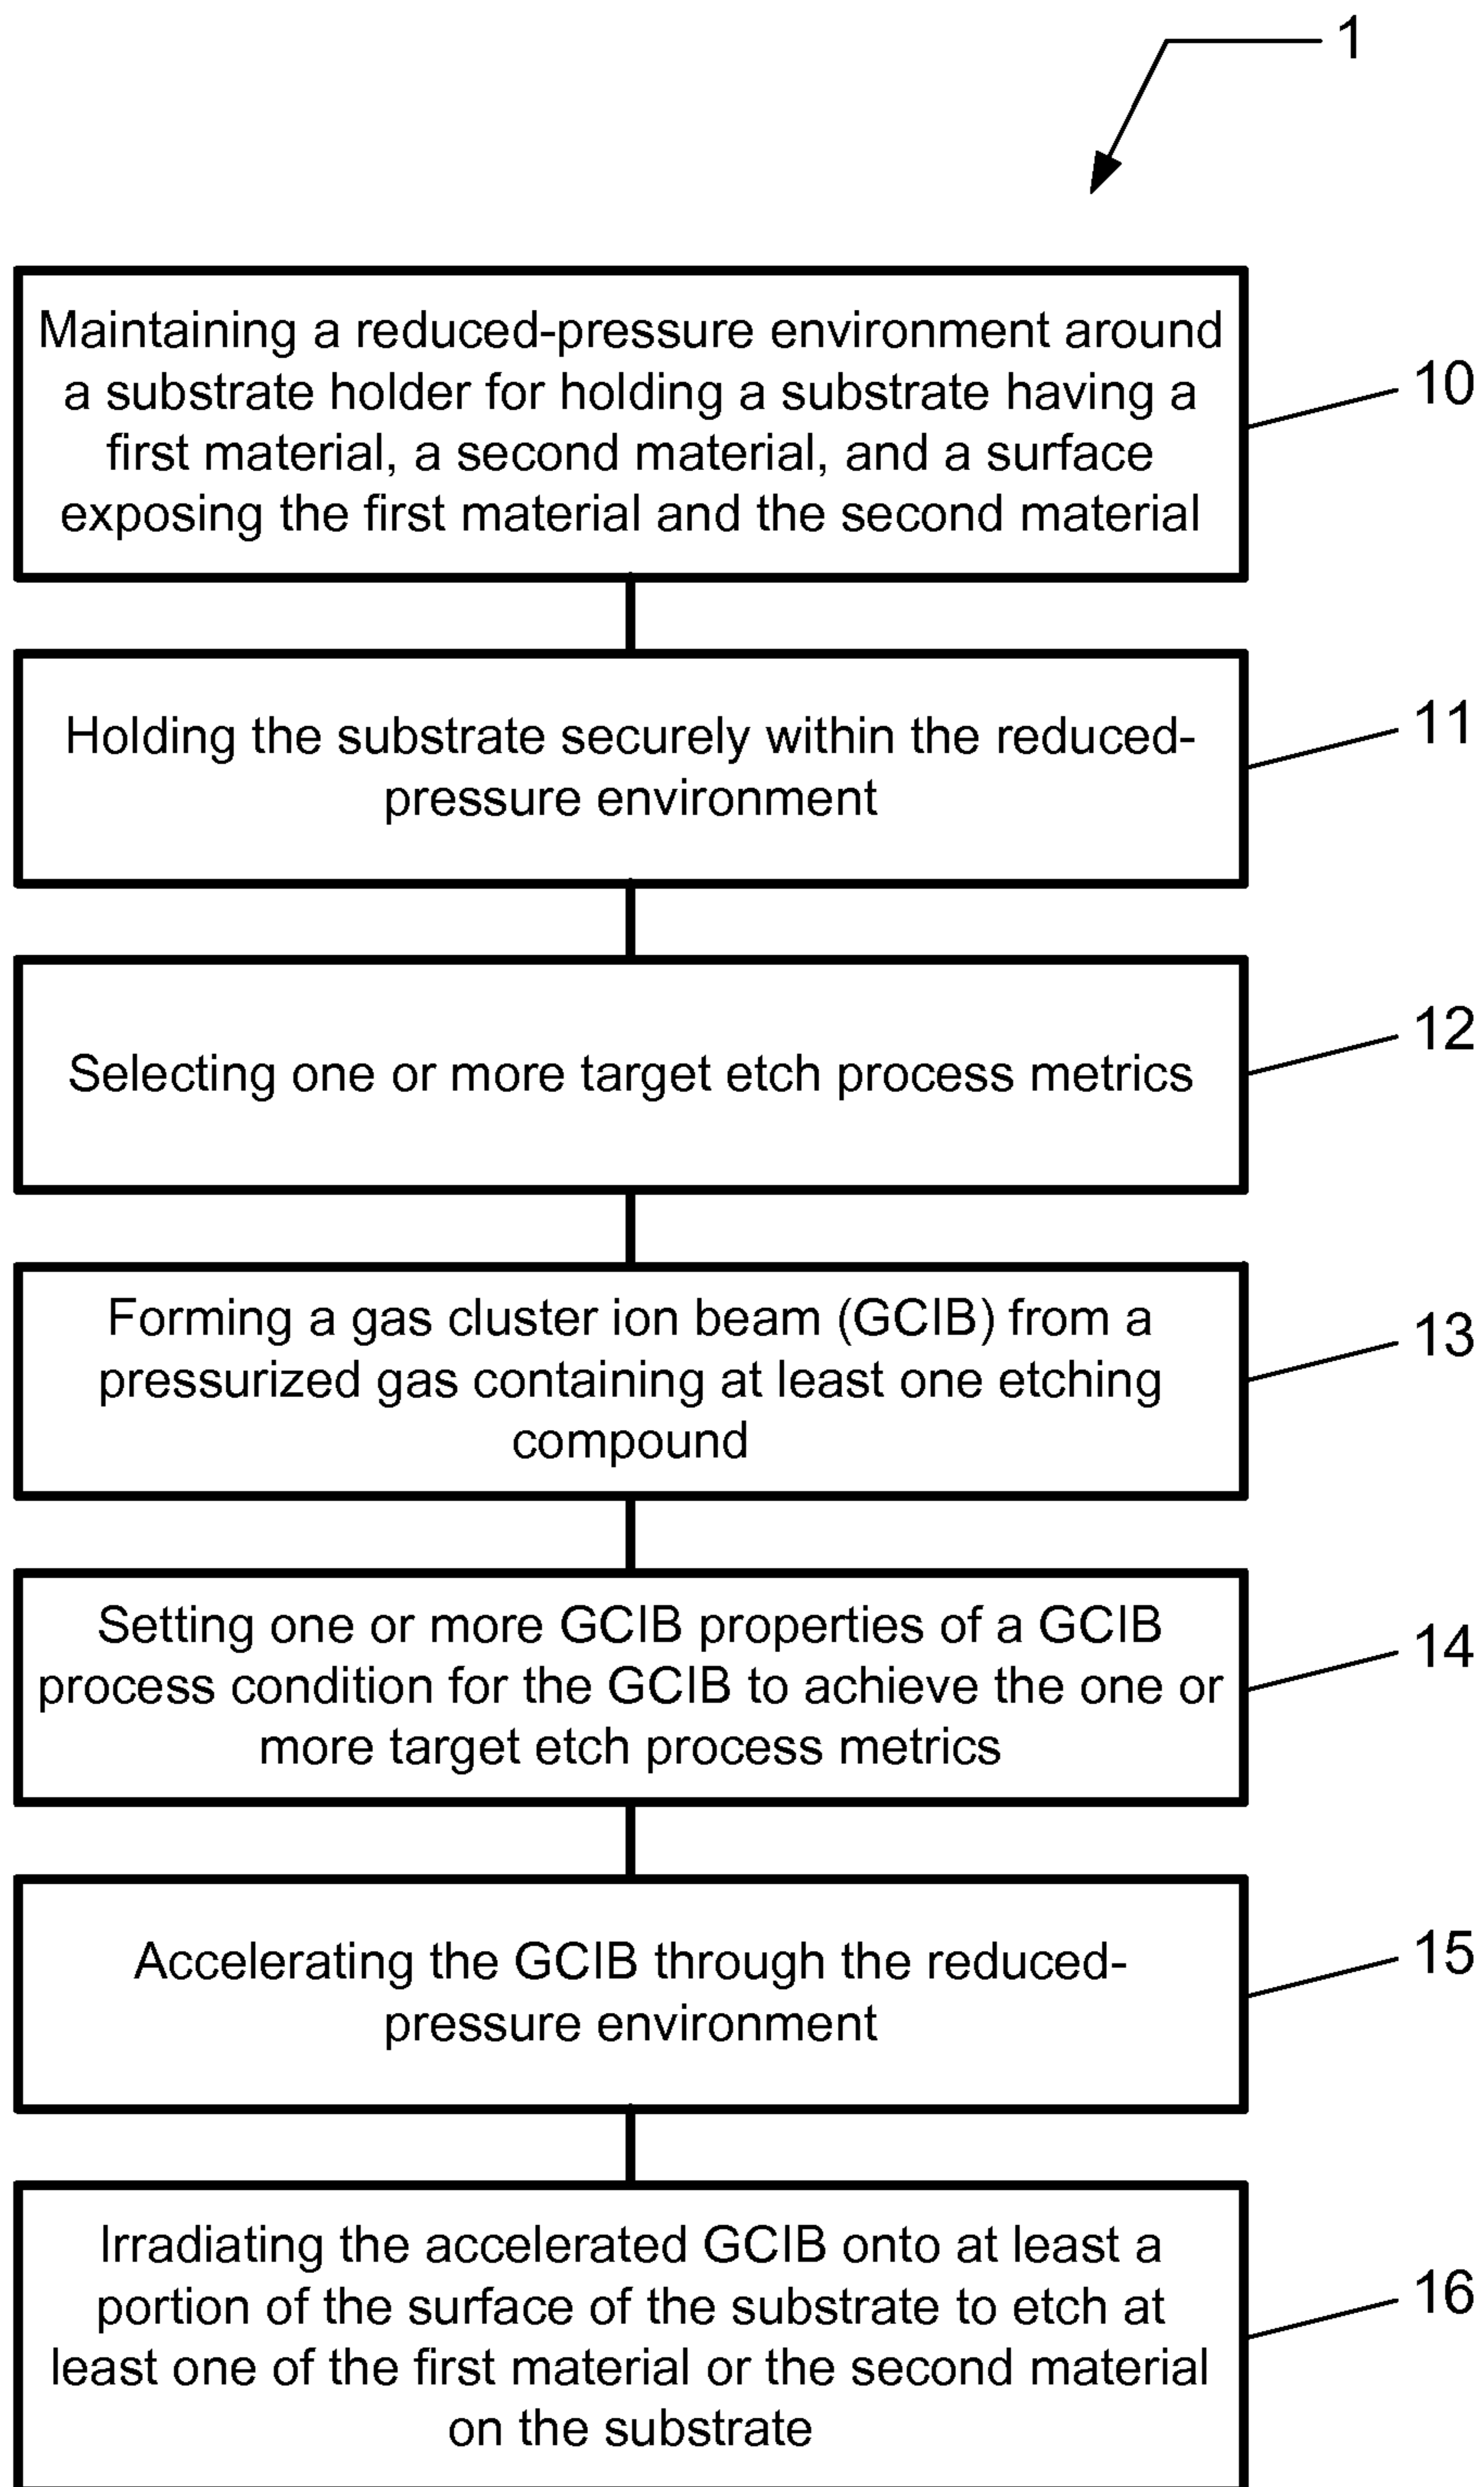 1
Maintaining a reduced-pressure environment around
a substrate holder for holding a substrate having a
first material, a second material, and a surface
exposing the first material and the second material
10
Holding the substrate securely within the reduced-
pressure environment
11
Selecting one or more target etch process metrics
12
Forming a gas cluster ion beam (GCIB) from a
pressurized gas containing at least one etching
compound
13
Setting one or more GCIB properties of a GCIB
process condition for the GCIB to achieve the one or
more target etch process metrics
14
Accelerating the GCIB through the reduced-
pressure environment
15
Irradiating the accelerated GCIB onto at least a
portion of the surface of the substrate to etch at
least one of the first material or the second material
on the substrate
16